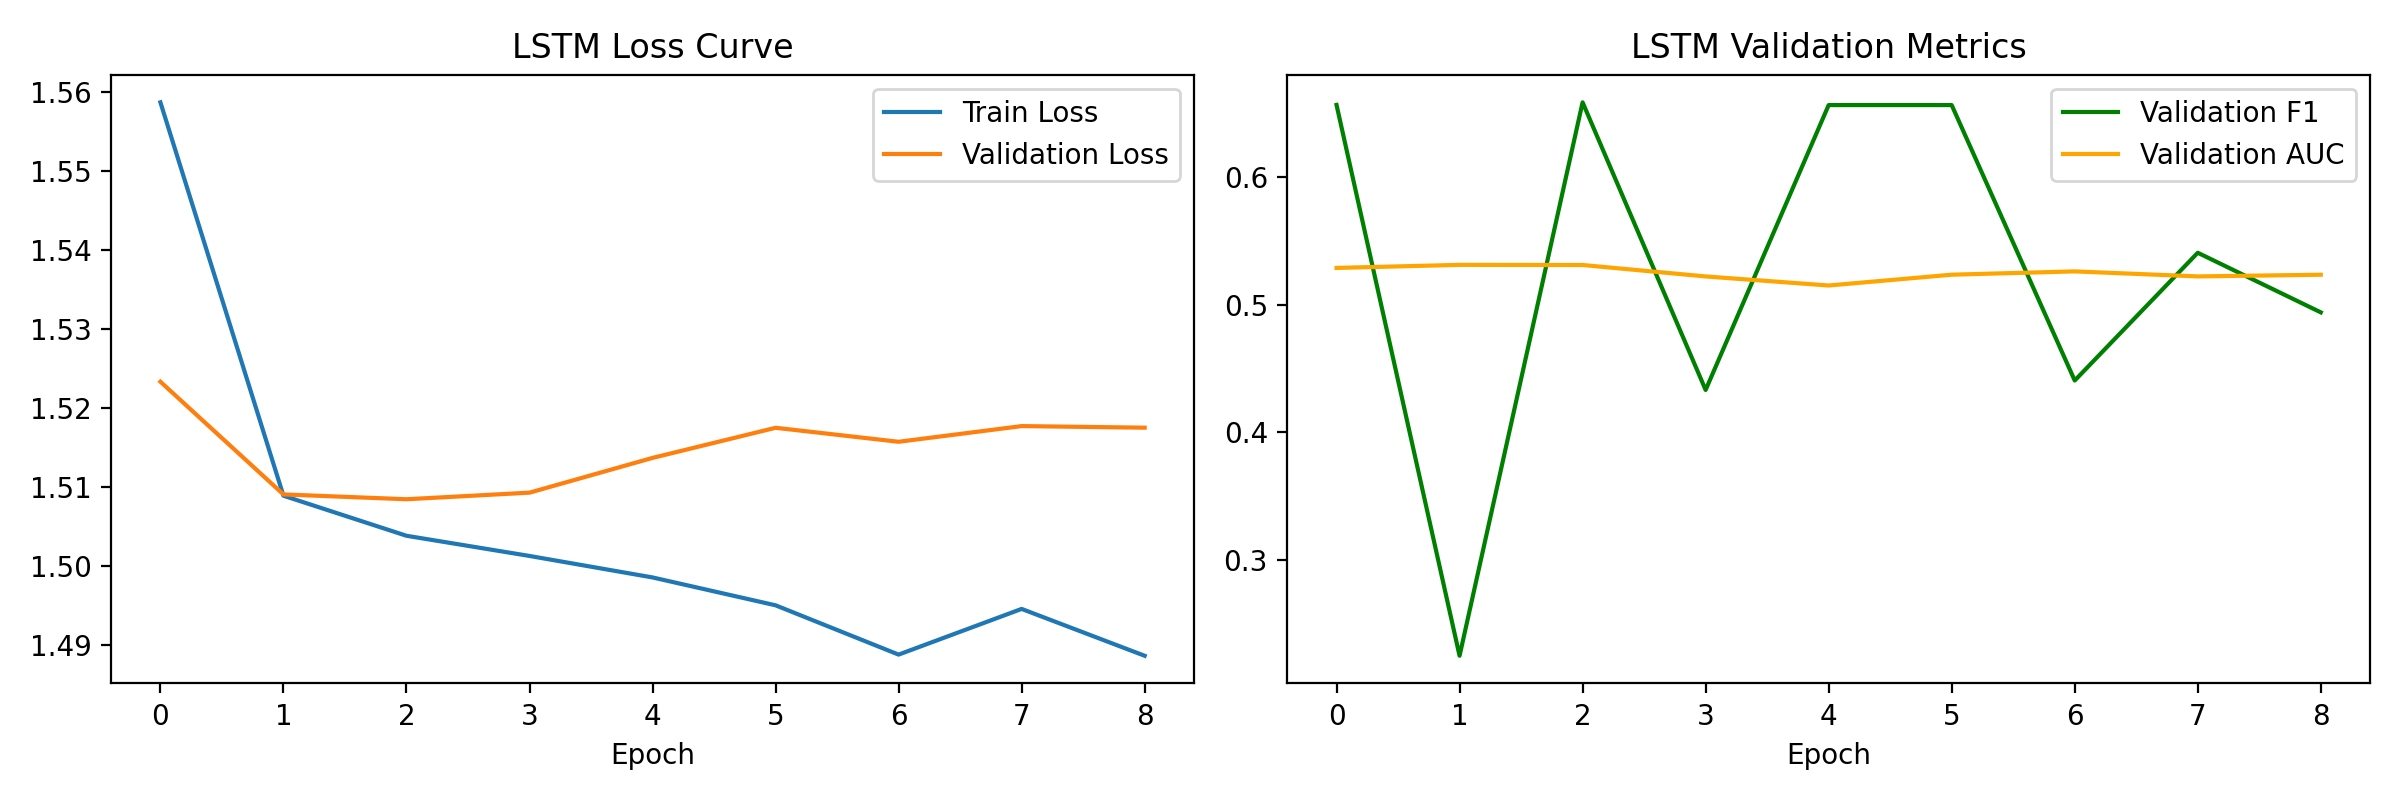 LSTM Loss Curve
1.56
1.55
1.54
1.53
1.52
1.51
1.50
1.49
Train Loss
Validation Loss
0 1 2 3 4 5 6 7 8
Epoch
LSTM Validation Metrics
0.6
0.5
0.4
0.3
Validation F1
Validation AUC
0 1 2 3 4 5 6 7 8
Epoch